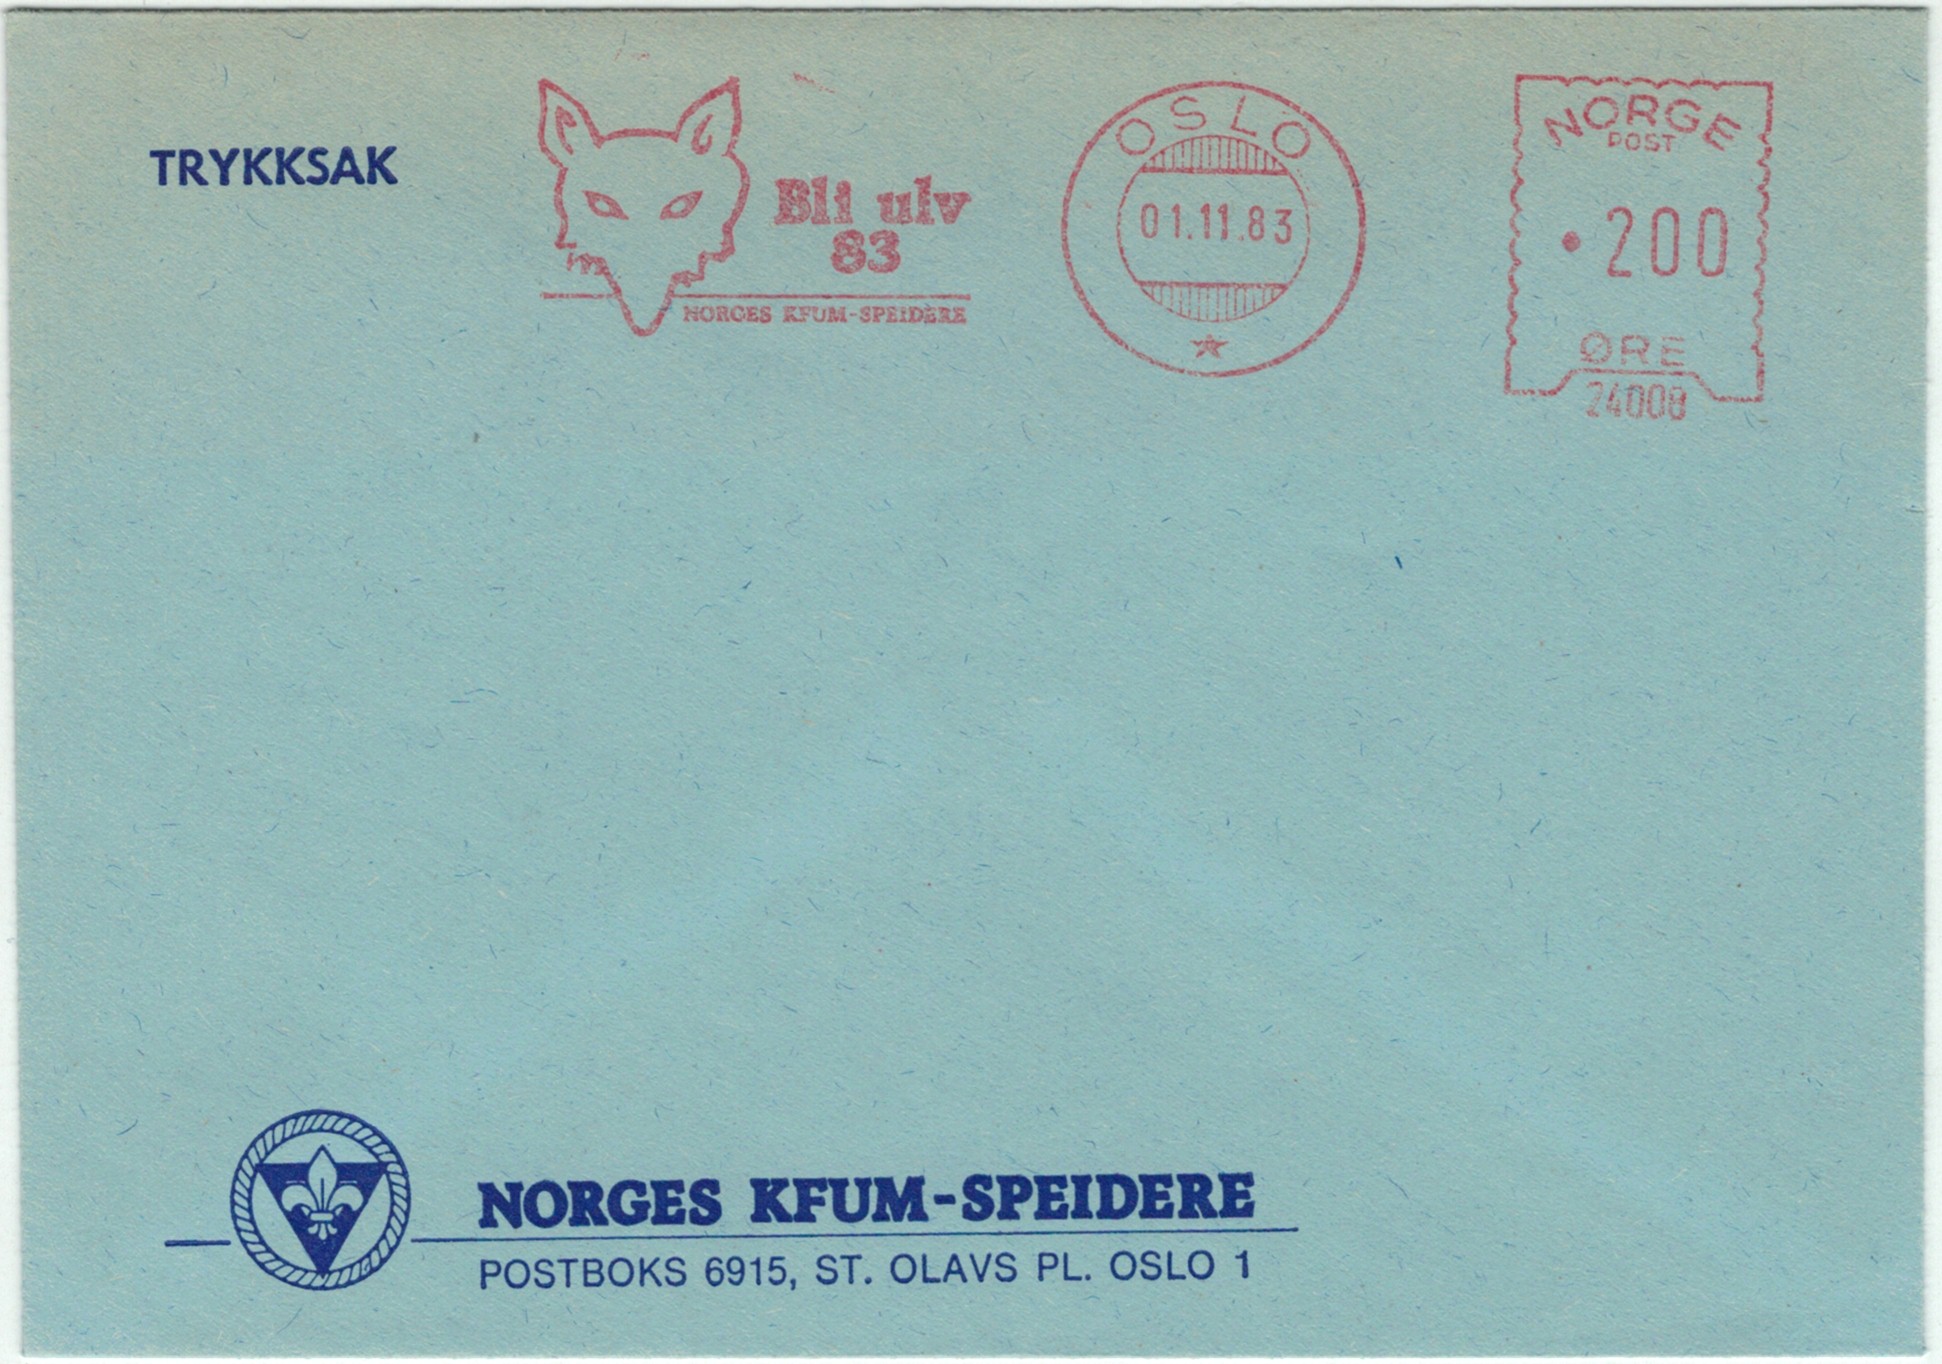 TRYKKSAK
Bli ulv
83
NORGES KFUM-SPEIDERE
OSLO
01.11.83
NORGE
POST
200
ØRE
24008
NORGES KFUM-SPEIDERE
POSTBOKS 6915, ST. OLAVS PL. OSLO 1